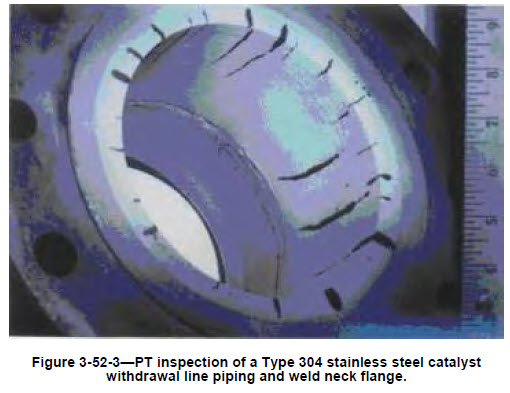 Figure 3-52-3—PT inspection of a Type 304 stainless steel catalyst
withdrawal line piping and weld neck flange.